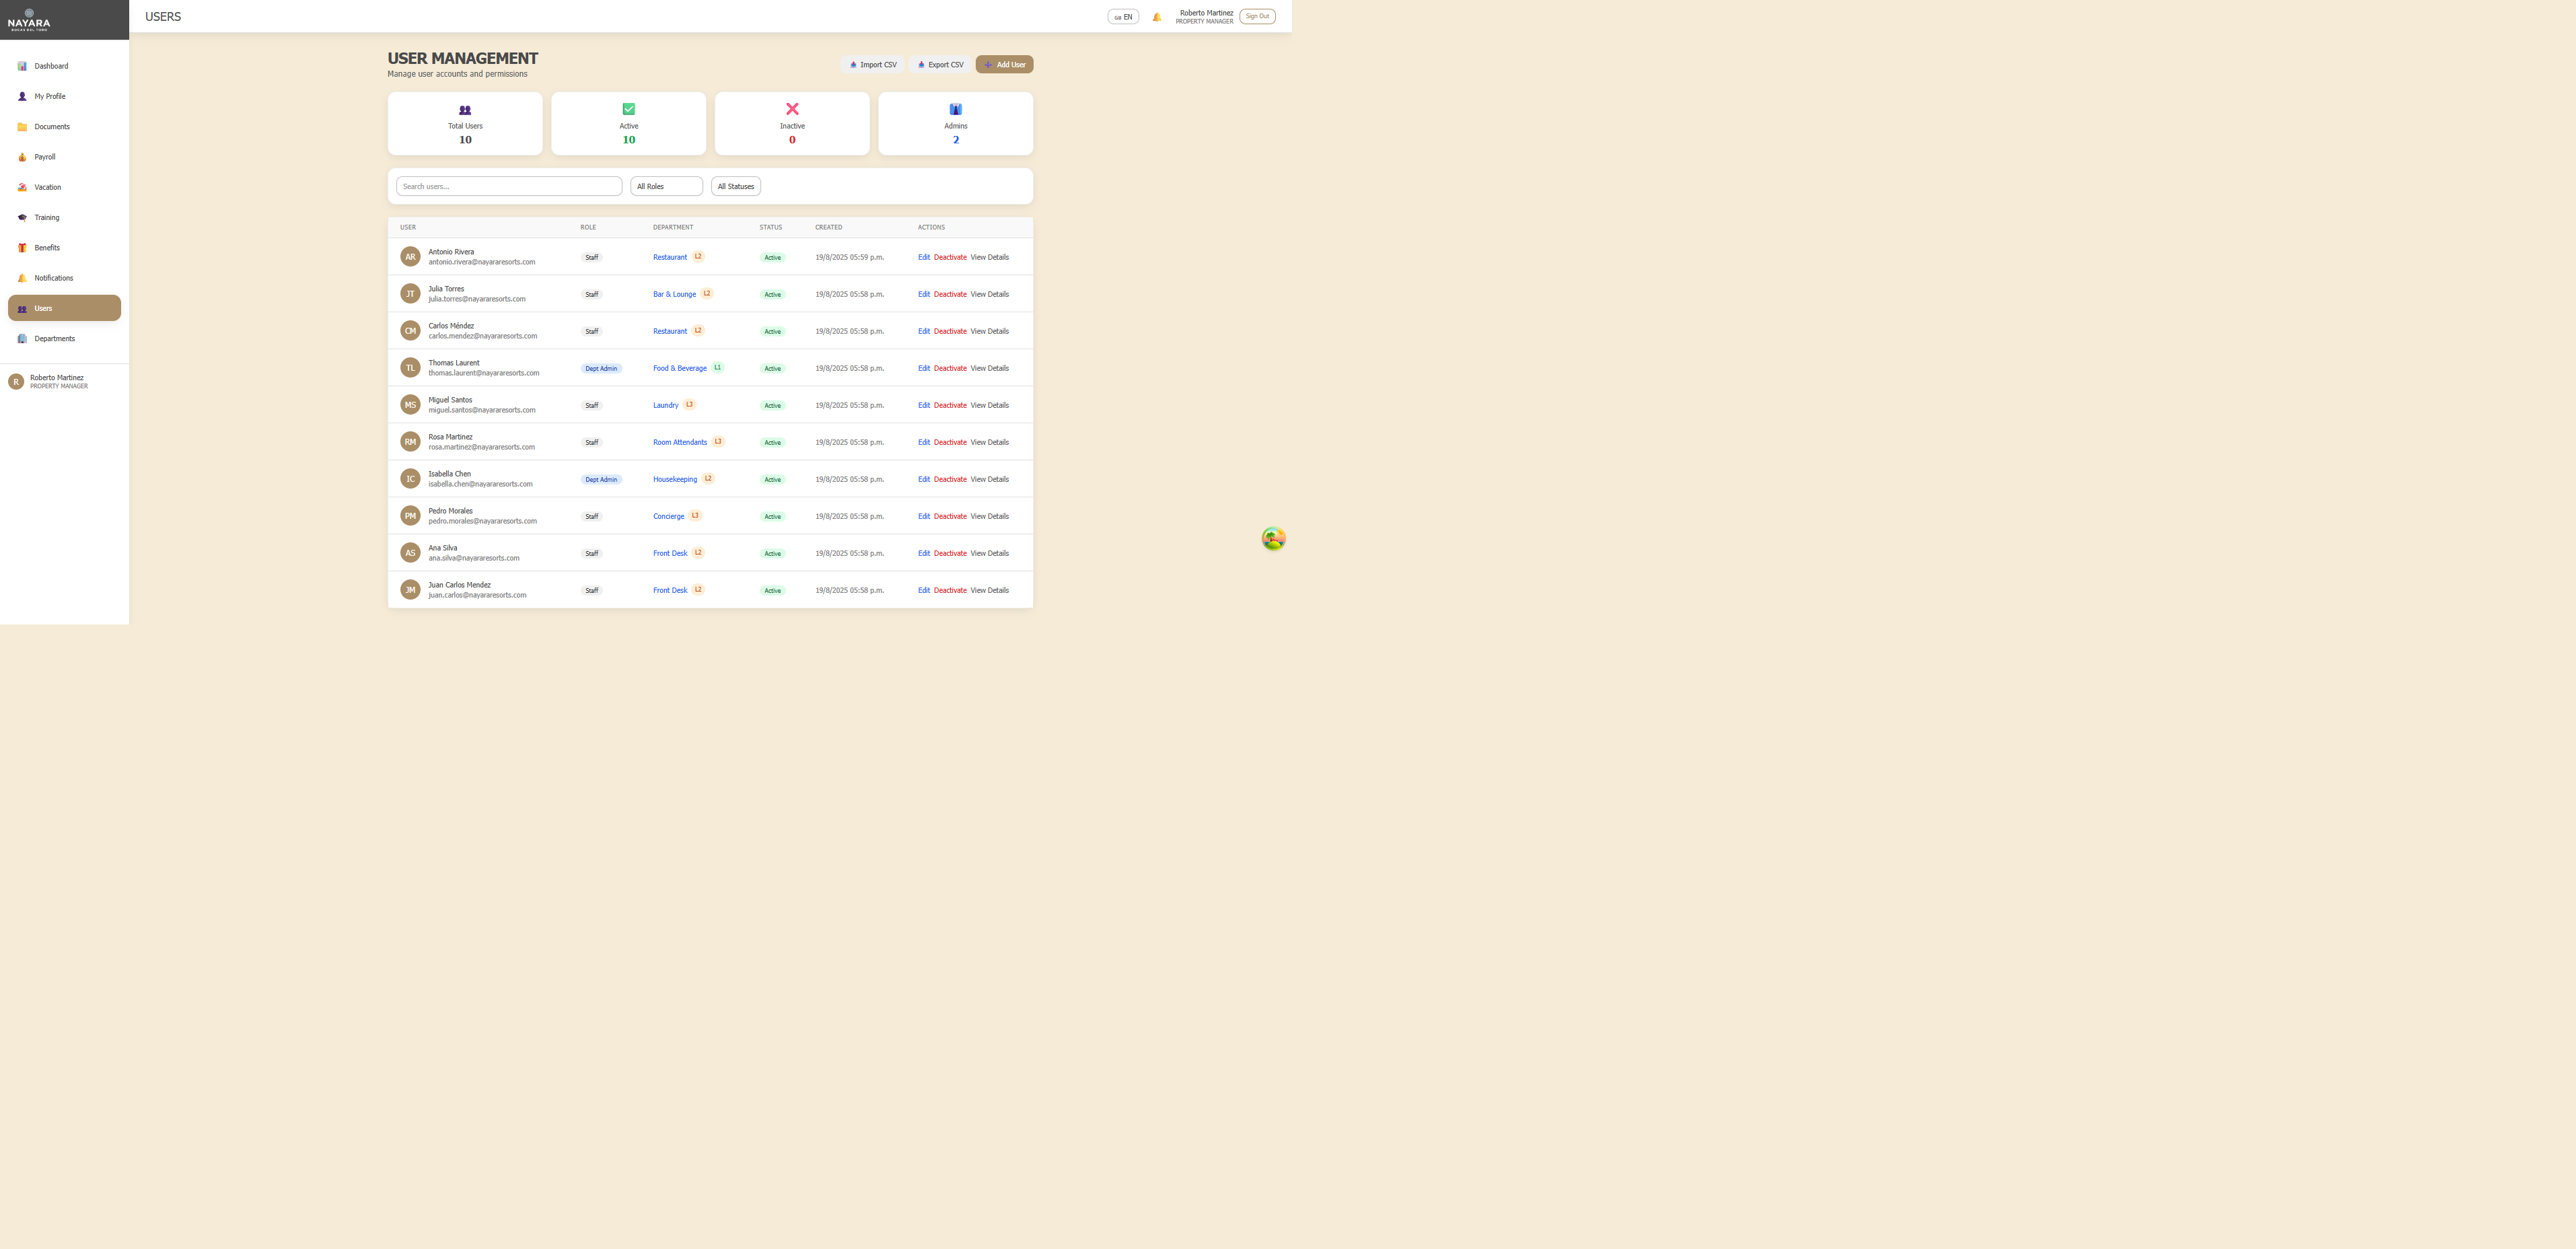 NAYARA
BOCAS DEL TORO
USERS
GB EN
Roberto Martinez
PROPERTY MANAGER
Sign Out
Dashboard
My Profile
Documents
Payroll
Vacation
Training
Benefits
Notifications
Users
Departments
R
Roberto Martinez
PROPERTY MANAGER
USER MANAGEMENT
Manage user accounts and permissions
Import CSV
Export CSV
Add User
Total Users
10
Active
10
Inactive
0
Admins
2
Search users...
All Roles
All Statuses
USER ROLE DEPARTMENT STATUS CREATED ACTIONS
AR Antonio Rivera
antonio.rivera@nayararesorts.com
Staff Restaurant L2 Active 19/8/2025 05:59 p.m. Edit Deactivate View Details
JT Julia Torres
julia.torres@nayararesorts.com
Staff Bar & Lounge L2 Active 19/8/2025 05:58 p.m. Edit Deactivate View Details
CM Carlos Méndez
carlos.mendez@nayararesorts.com
Staff Restaurant L2 Active 19/8/2025 05:58 p.m. Edit Deactivate View Details
TL Thomas Laurent
thomas.laurent@nayararesorts.com
Dept Admin Food & Beverage L1 Active 19/8/2025 05:58 p.m. Edit Deactivate View Details
MS Miguel Santos
miguel.santos@nayararesorts.com
Staff Laundry L3 Active 19/8/2025 05:58 p.m. Edit Deactivate View Details
RM Rosa Martinez
rosa.martinez@nayararesorts.com
Staff Room Attendants L3 Active 19/8/2025 05:58 p.m. Edit Deactivate View Details
IC Isabella Chen
isabella.chen@nayararesorts.com
Dept Admin Housekeeping L2 Active 19/8/2025 05:58 p.m. Edit Deactivate View Details
PM Pedro Morales
pedro.morales@nayararesorts.com
Staff Concierge L3 Active 19/8/2025 05:58 p.m. Edit Deactivate View Details
AS Ana Silva
ana.silva@nayararesorts.com
Staff Front Desk L2 Active 19/8/2025 05:58 p.m. Edit Deactivate View Details
JM Juan Carlos Mendez
juan.carlos@nayararesorts.com
Staff Front Desk L2 Active 19/8/2025 05:58 p.m. Edit Deactivate View Details